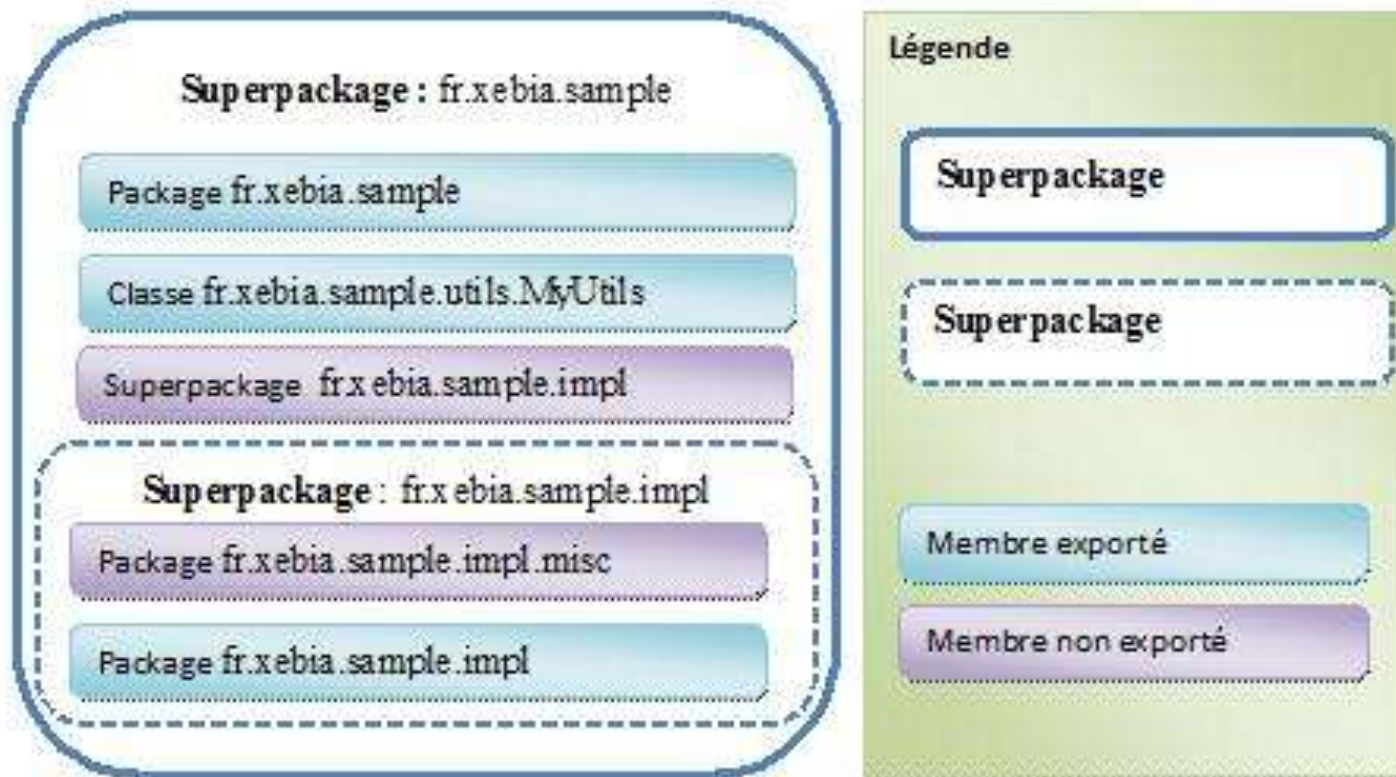 Superpackage : fr.xebia.sample
Package fr.xebia.sample
Classe fr.xebia.sample.utils.MyUtils
Superpackage fr.xebia.sample.impl
Superpackage : fr.xebia.sample.impl
Package fr.xebia.sample.impl.misc
Package fr.xebia.sample.impl
Légende
Superpackage
Superpackage
Membre exporté
Membre non exporté